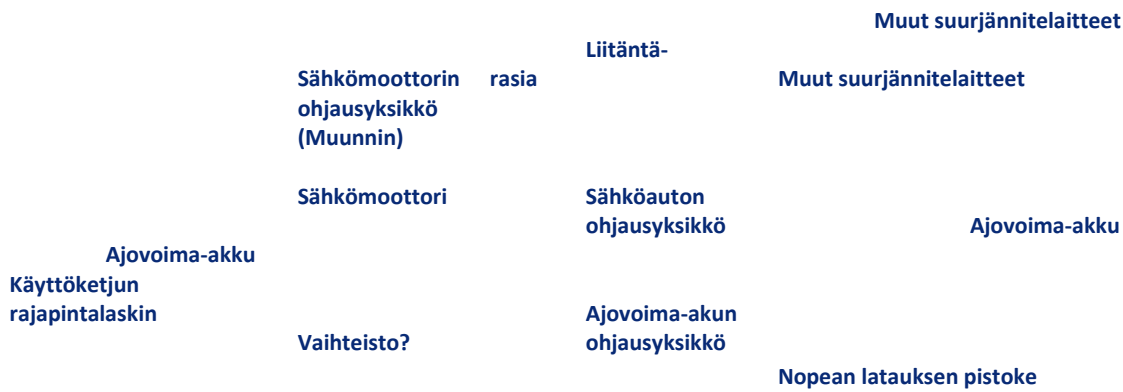 Muut suurjännitelaitteet
Liitäntä-
Sähkömoottorin rasia Muut suurjännitelaitteet
ohjausyksikkö
(Muunnin)
Sähkömoottori Sähköauton
ohjausyksikkö Ajovoima-akku
Ajovoima-akku
Käyttöketjun
rajapintalaskin Ajovoima-akun
Vaihteisto? ohjausyksikkö
Nopean latauksen pistoke